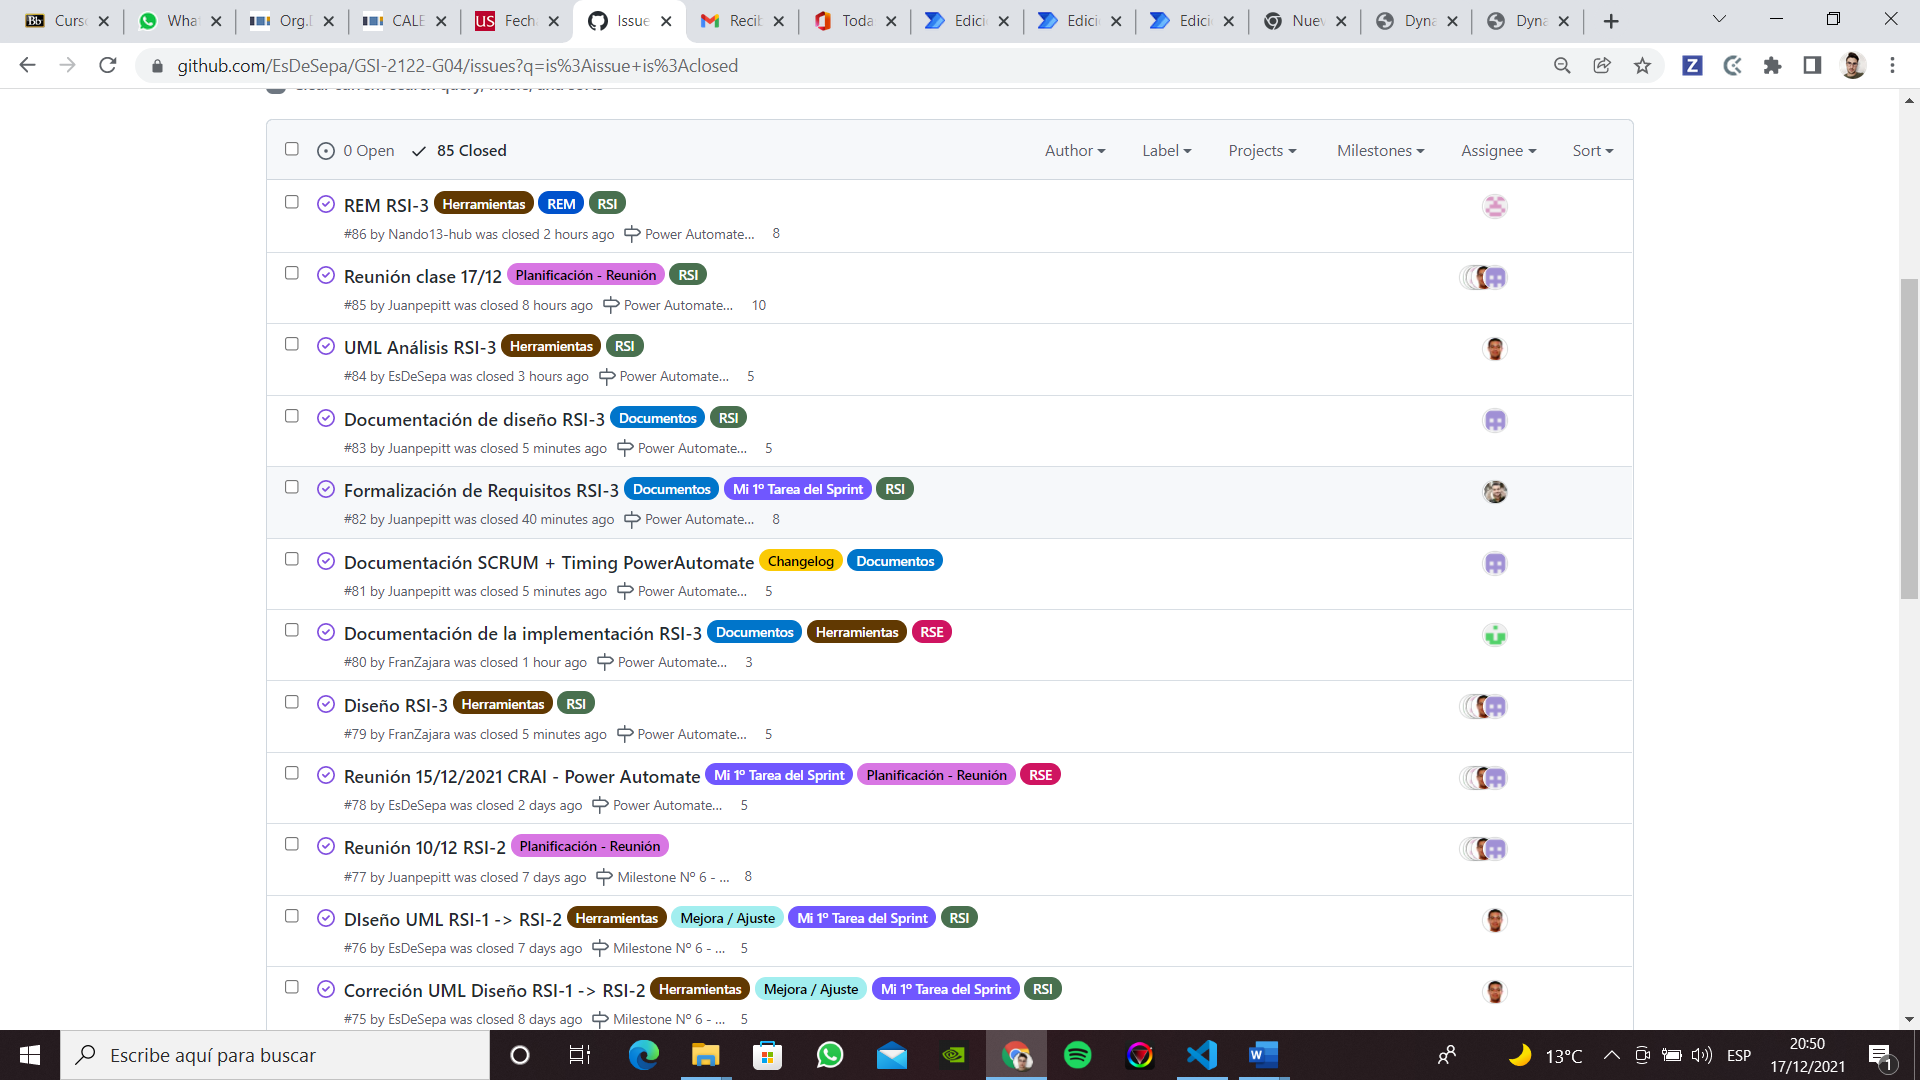 Curso
What
Org.D
CALE
Fech
Issue
Recib
Toda
Edici
Edici
Edici
Nuev
Dyna
Dyna
github.com/EsDeSepa/GSI-2122-G04/issues?q=is%3Aissue+is%3Aclosed
Clear current search query, filters, and sorts
0 Open 85 Closed Author Label Projects Milestones Assignee Sort
REM RSI-3 Herramientas REM RSI
#86 by Nando13-hub was closed 2 hours ago Power Automate... 8
Reunión clase 17/12 Planificación - Reunión RSI
#85 by Juanpepitt was closed 8 hours ago Power Automate... 10
UML Análisis RSI-3 Herramientas RSI
#84 by EsDeSepa was closed 3 hours ago Power Automate... 5
Documentación de diseño RSI-3 Documentos RSI
#83 by Juanpepitt was closed 5 minutes ago Power Automate... 5
Formalización de Requisitos RSI-3 Documentos Mi 1º Tarea del Sprint RSI
#82 by Juanpepitt was closed 40 minutes ago Power Automate... 8
Documentación SCRUM + Timing PowerAutomate Changelog Documentos
#81 by Juanpepitt was closed 5 minutes ago Power Automate... 5
Documentación de la implementación RSI-3 Documentos Herramientas RSE
#80 by FranZajara was closed 1 hour ago Power Automate... 3
Diseño RSI-3 Herramientas RSI
#79 by FranZajara was closed 5 minutes ago Power Automate... 5
Reunión 15/12/2021 CRAI - Power Automate Mi 1º Tarea del Sprint Planificación - Reunión RSE
#78 by EsDeSepa was closed 2 days ago Power Automate... 5
Reunión 10/12 RSI-2 Planificación - Reunión
#77 by Juanpepitt was closed 7 days ago Milestone Nº 6 - ... 8
DIseño UML RSI-1 -> RSI-2 Herramientas Mejora / Ajuste Mi 1º Tarea del Sprint RSI
#76 by EsDeSepa was closed 7 days ago Milestone Nº 6 - ... 5
Correción UML Diseño RSI-1 -> RSI-2 Herramientas Mejora / Ajuste Mi 1º Tarea del Sprint RSI
#75 by EsDeSepa was closed 8 days ago Milestone Nº 6 - ... 5
Escribe aquí para buscar
13°C
ESP
20:50
17/12/2021
1